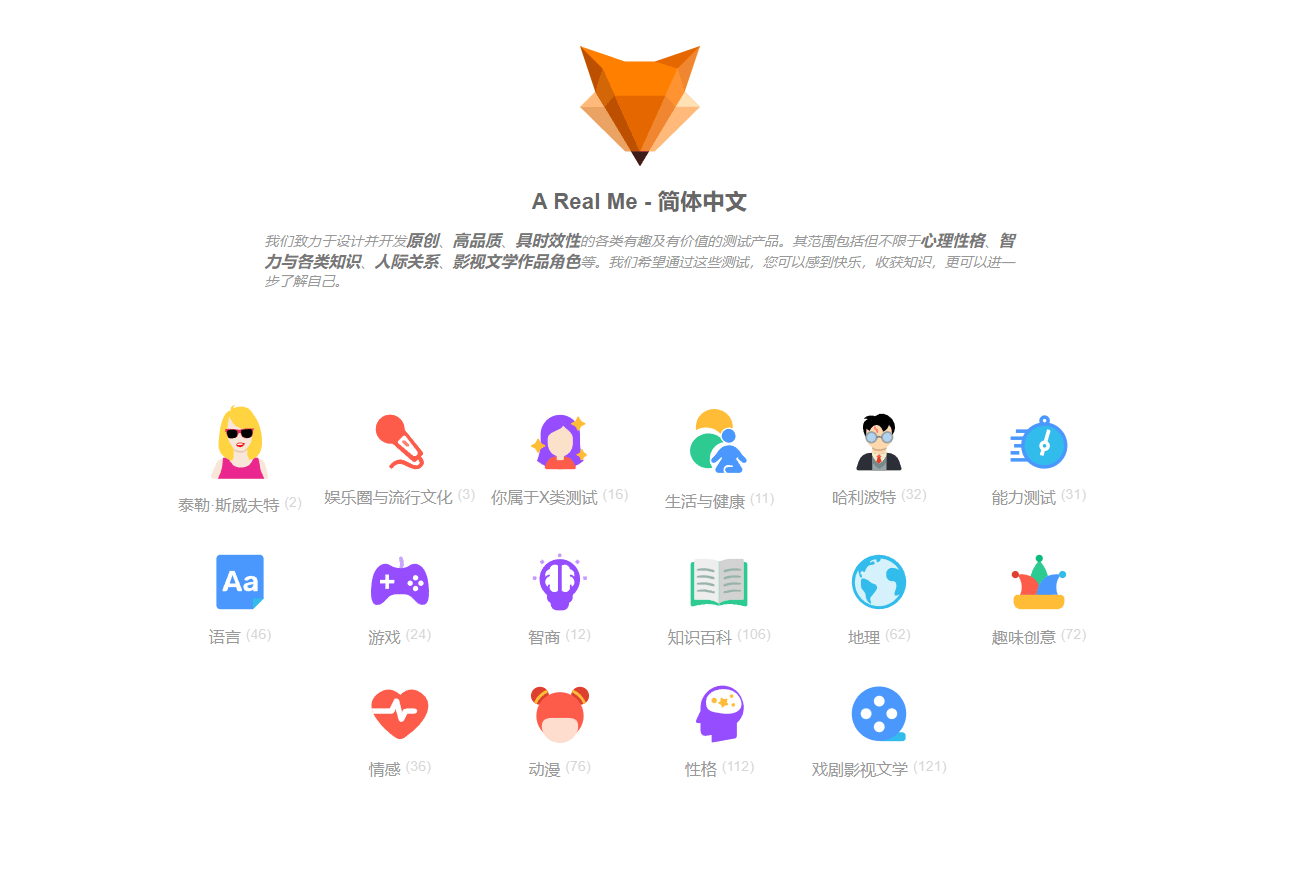 A Real Me - 简体中文
我们致力于设计并开发原创、高品质、具时效性的各类有趣及有价值的测试产品。其范围包括但不限于心理性格、智
力与各类知识、人际关系、影视文学作品角色等。我们希望通过这些测试，您可以感到快乐，收获知识，更可以进一
步了解自己。
泰勒·斯威夫特 (2)
娱乐圈与流行文化 (3)
你属于X类测试 (16)
生活与健康 (11)
哈利波特 (32)
能力测试 (31)
Aa
语言 (46)
游戏 (24)
智商 (12)
知识百科 (106)
地理 (62)
趣味创意 (72)
情感 (36)
动漫 (76)
性格 (112)
戏剧影视文学 (121)